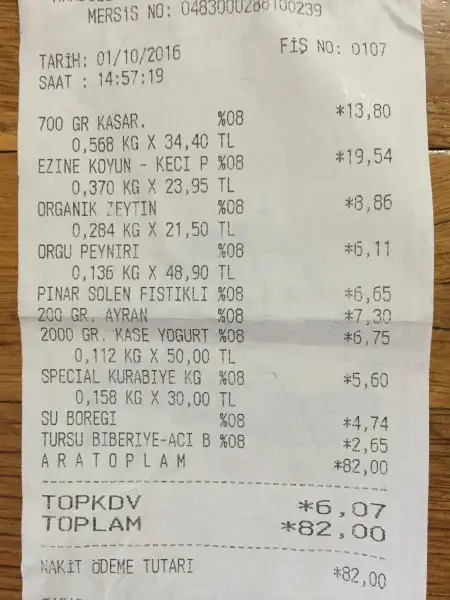 MERSIS NO: 0483000288100239
TARİH: 01/10/2016 FİŞ NO: 0107
SAAT : 14:57:19
700 GR KASAR. %08 *13,80
0,568 KG X 34,40 TL
EZINE KOYUN - KECI P %08 *19,54
0,370 KG X 23,95 TL
ORGANIK ZEYTIN %08 *8,86
0,284 KG X 21,50 TL
ORGU PEYNIRI %08 *6,11
0,136 KG X 48,90 TL
PINAR SOLEN FISTIKLI %08 *6,65
200 GR. AYRAN %08 *7,30
2000 GR. KASE YOGURT %08 *6,75
0,112 KG X 50,00 TL
SPECIAL KURABIYE KG %08 *5,60
0,158 KG X 30,00 TL
SU BOREGI %08 *4,74
TURSU BIBERIYE-ACI B %08 *2,65
ARATOPLAM *82,00
TOPKDV *6,07
TOPLAM *82,00
NAKİT ÖDEME TUTARI *82,00